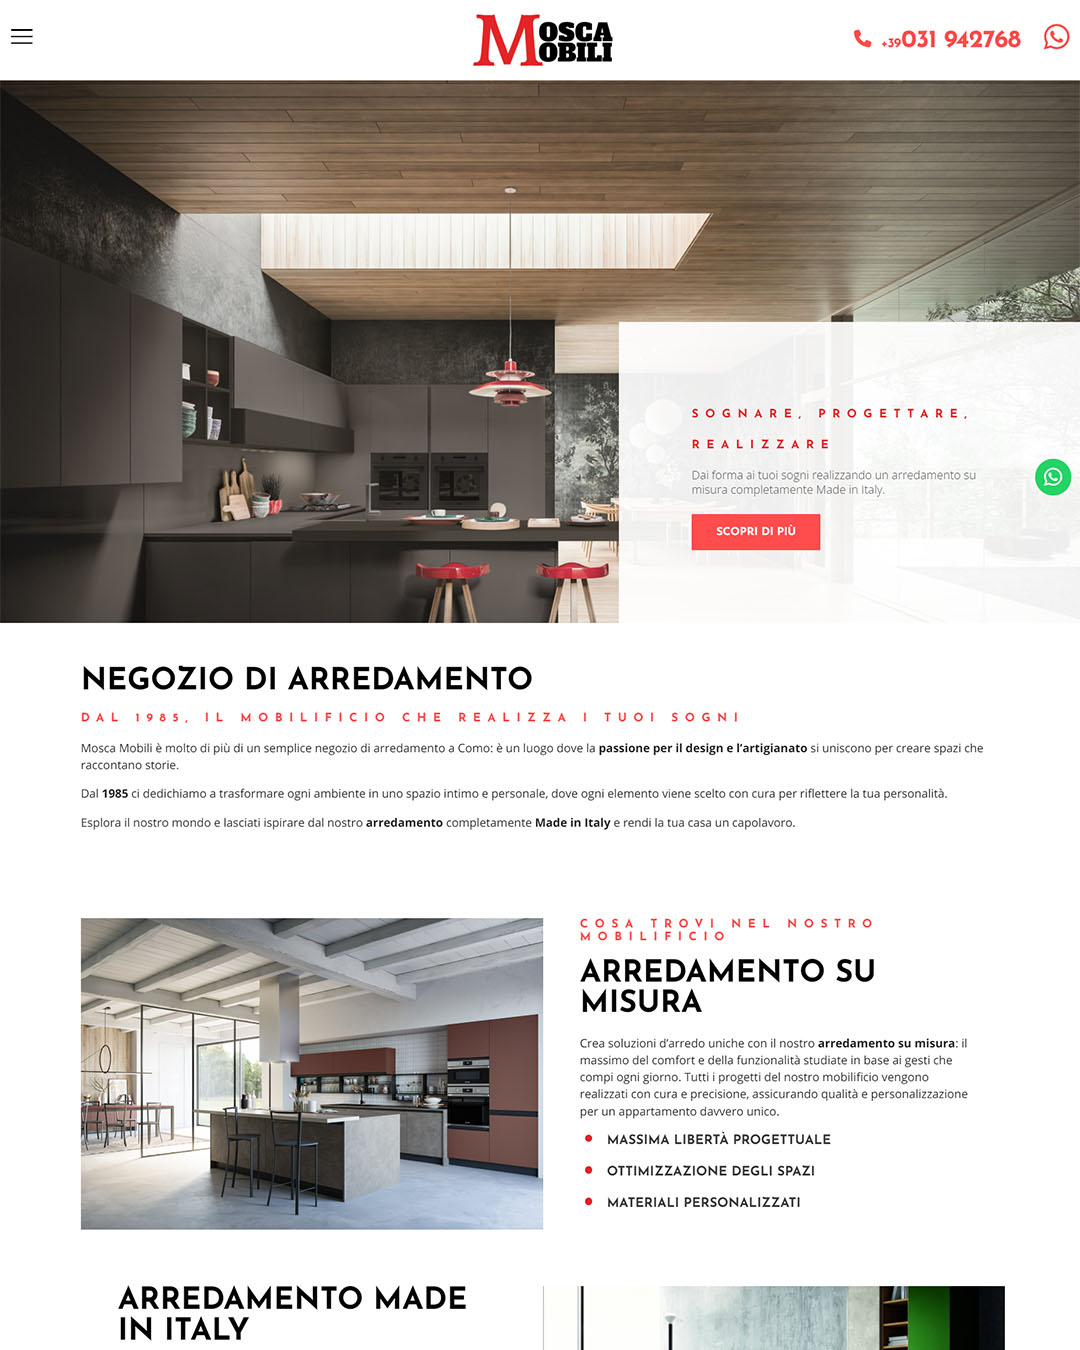 MOSCA
MOBILI
+39031 942768
SOGNARE, PROGETTARE,
REALIZZARE
Dai forma ai tuoi sogni realizzando un arredamento su
misura completamente Made in Italy.
SCOPRI DI PIÙ
NEGOZIO DI ARREDAMENTO
DAL 1985, IL MOBILIFICIO CHE REALIZZA I TUOI SOGNI
Mosca Mobili è molto di più di un semplice negozio di arredamento a Como: è un luogo dove la passione per il design e l’artigianato si uniscono per creare spazi che
raccontano storie.
Dal 1985 ci dedichiamo a trasformare ogni ambiente in uno spazio intimo e personale, dove ogni elemento viene scelto con cura per riflettere la tua personalità.
Esplora il nostro mondo e lasciati ispirare dal nostro arredamento completamente Made in Italy e rendi la tua casa un capolavoro.
COSA TROVI NEL NOSTRO
MOBILIFICIO
ARREDAMENTO SU
MISURA
Crea soluzioni d’arredo uniche con il nostro arredamento su misura: il
massimo del comfort e della funzionalità studiate in base ai gesti che
compi ogni giorno. Tutti i progetti del nostro mobilificio vengono
realizzati con cura e precisione, assicurando qualità e personalizzazione
per un appartamento davvero unico.
MASSIMA LIBERTÀ PROGETTUALE
OTTIMIZZAZIONE DEGLI SPAZI
MATERIALI PERSONALIZZATI
ARREDAMENTO MADE
IN ITALY